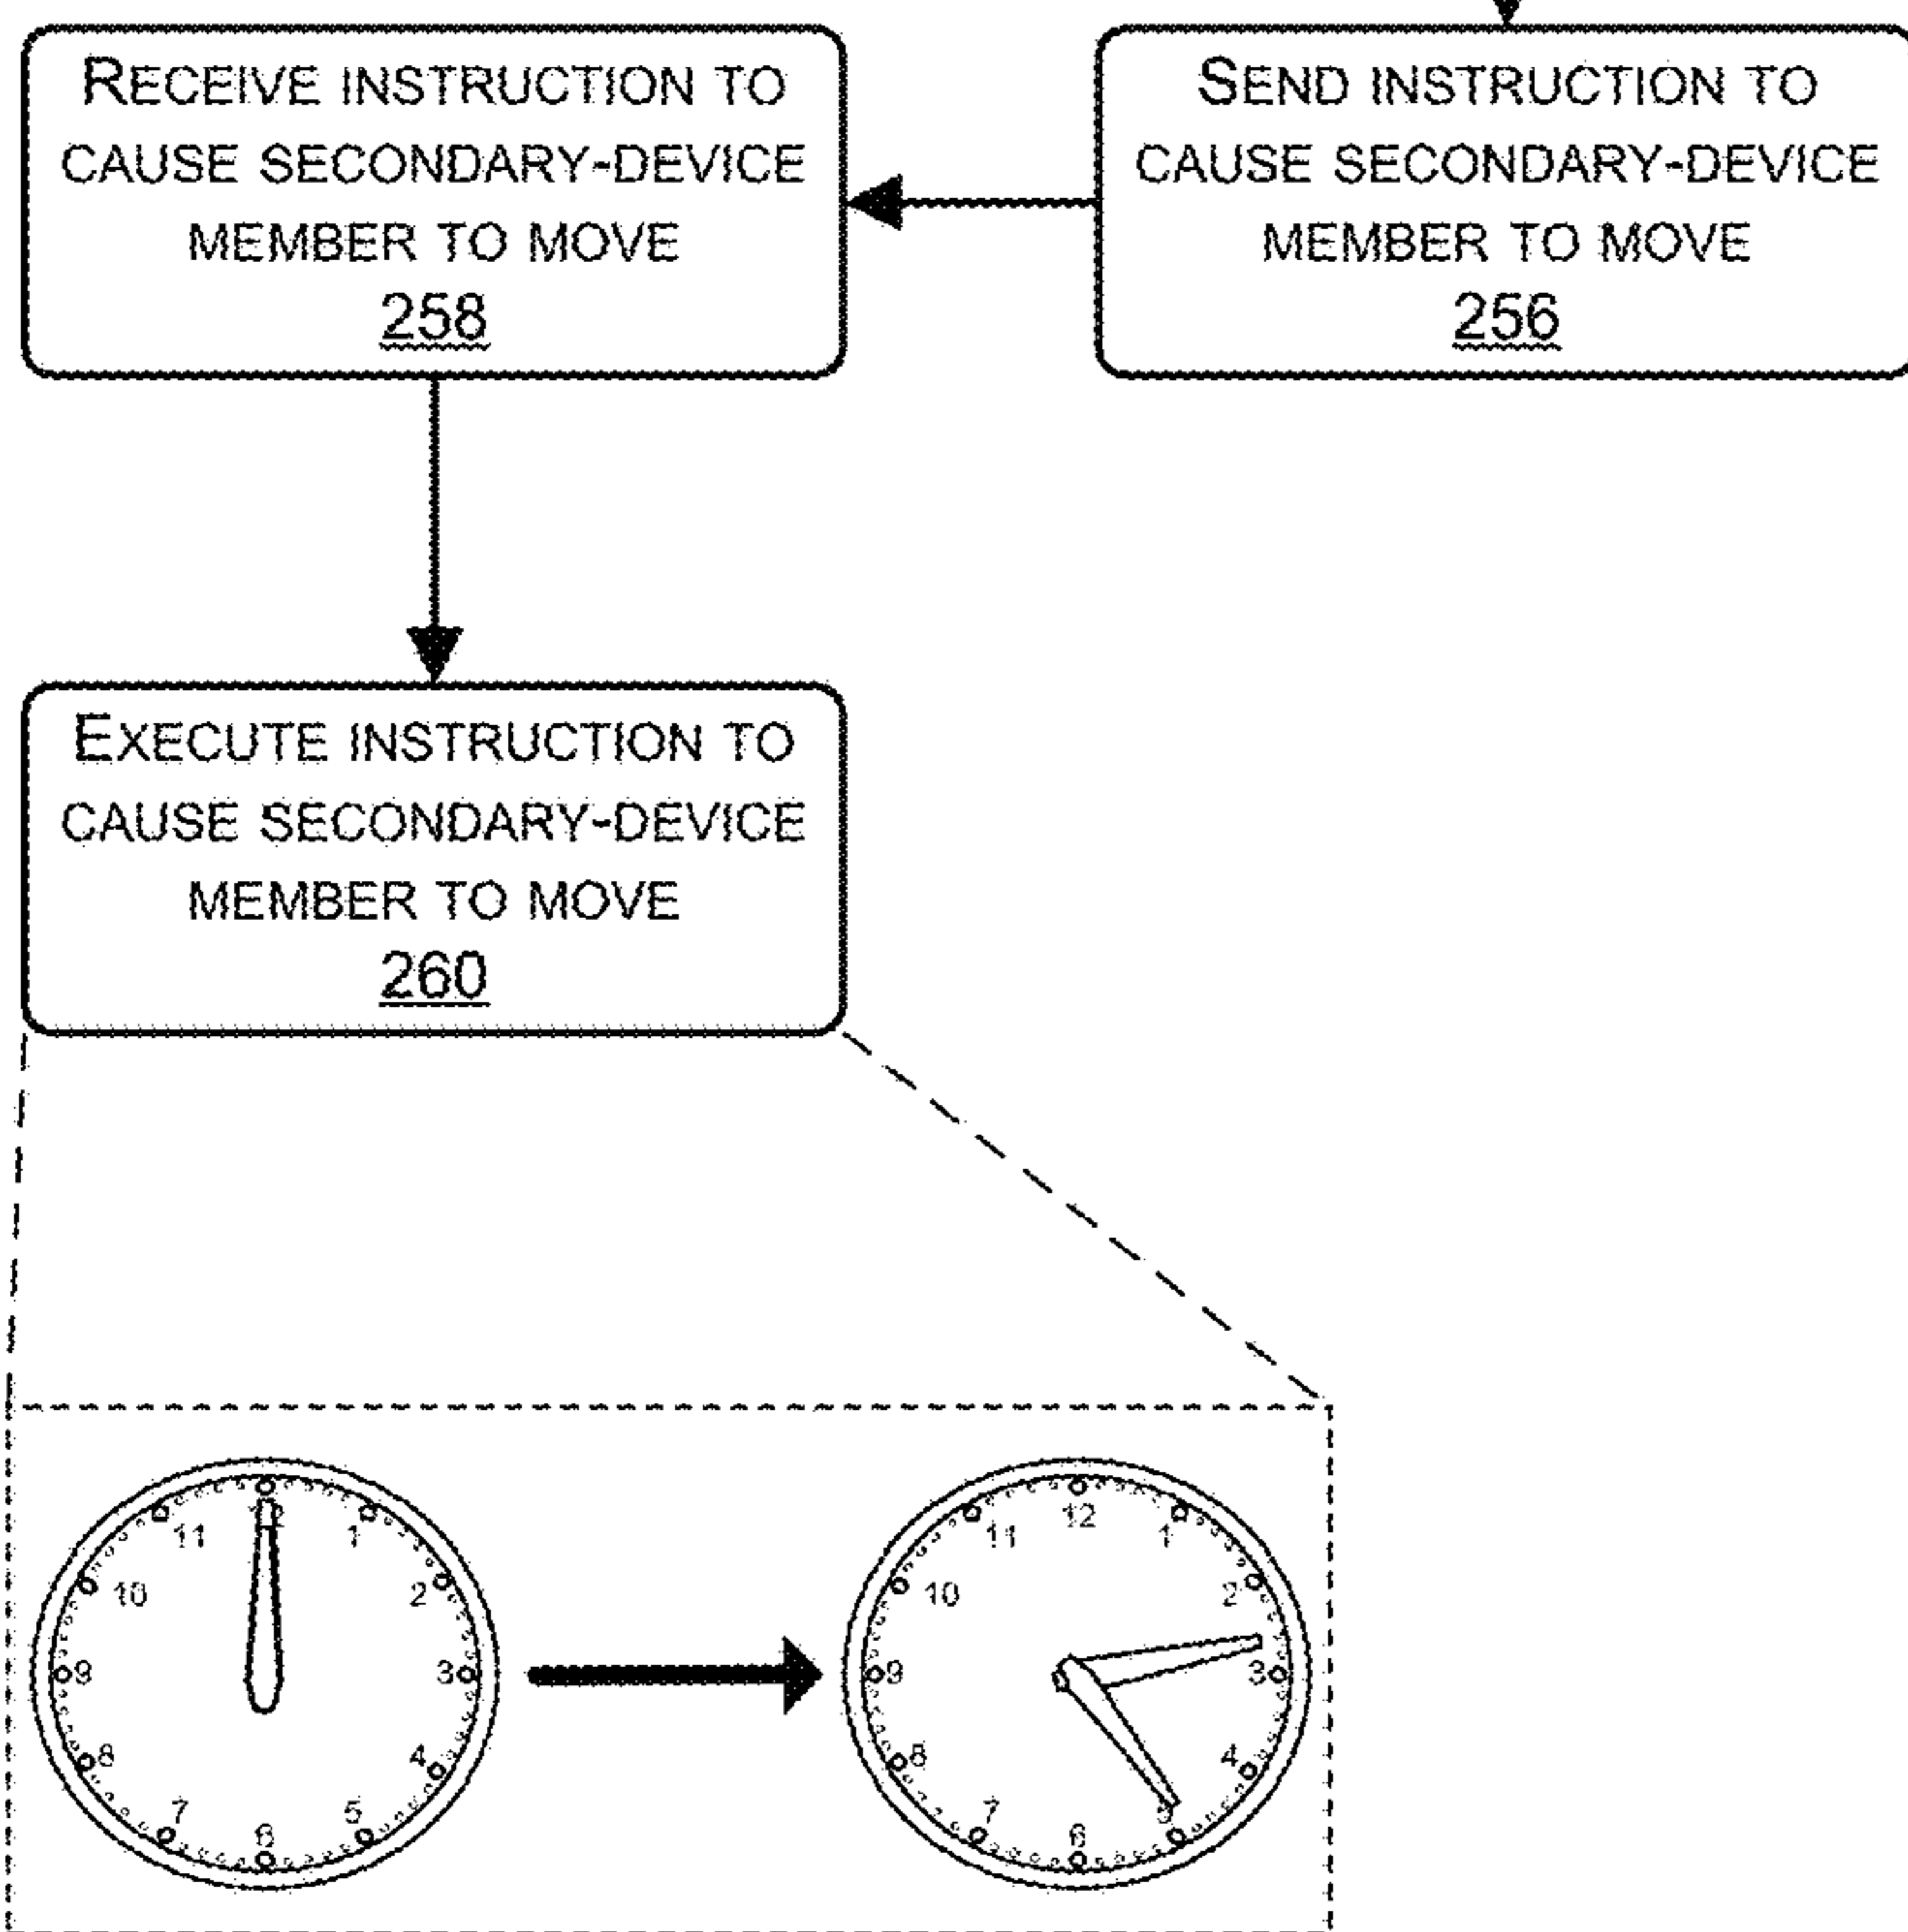 RECEIVE INSTRUCTION TO
CAUSE SECONDARY-DEVICE
MEMBER TO MOVE
258
SEND INSTRUCTION TO
CAUSE SECONDARY-DEVICE
MEMBER TO MOVE
256
EXECUTE INSTRUCTION TO
CAUSE SECONDARY-DEVICE
MEMBER TO MOVE
260
11 12 1
10 2
9 3
8 4
7 6 5
12
11 1
10 2
9 3
8 4
7 6 5